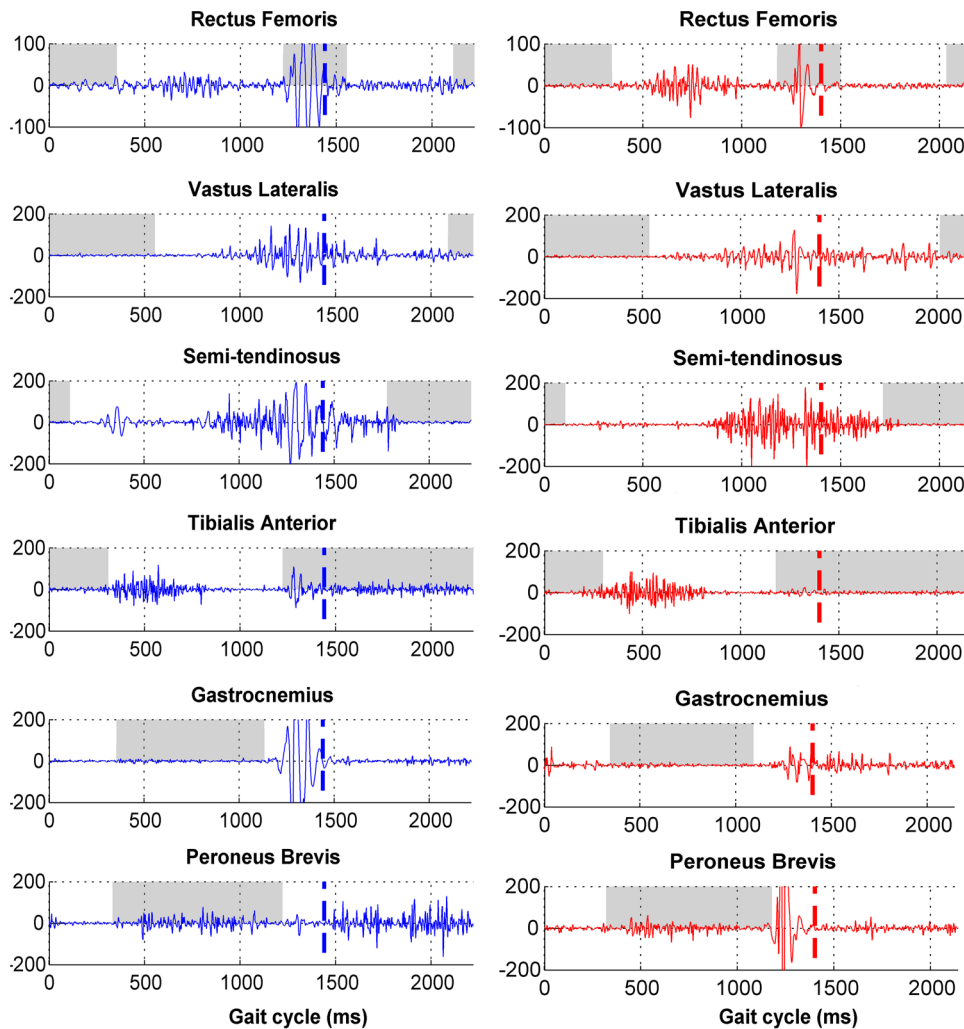 Rectus Femoris
100
0
-100
0 500 1000 1500 2000
Rectus Femoris
100
0
-100
0 500 1000 1500 2000
Vastus Lateralis
200
0
-200
0 500 1000 1500 2000
Vastus Lateralis
200
0
-200
0 500 1000 1500 2000
Semi-tendinosus
200
0
-200
0 500 1000 1500 2000
Semi-tendinosus
200
0
-200
0 500 1000 1500 2000
Tibialis Anterior
200
0
-200
0 500 1000 1500 2000
Tibialis Anterior
200
0
-200
0 500 1000 1500 2000
Gastrocnemius
200
0
-200
0 500 1000 1500 2000
Gastrocnemius
200
0
-200
0 500 1000 1500 2000
Peroneus Brevis
200
0
-200
0 500 1000 1500 2000
Gait cycle (ms)
Peroneus Brevis
200
0
-200
0 500 1000 1500 2000
Gait cycle (ms)